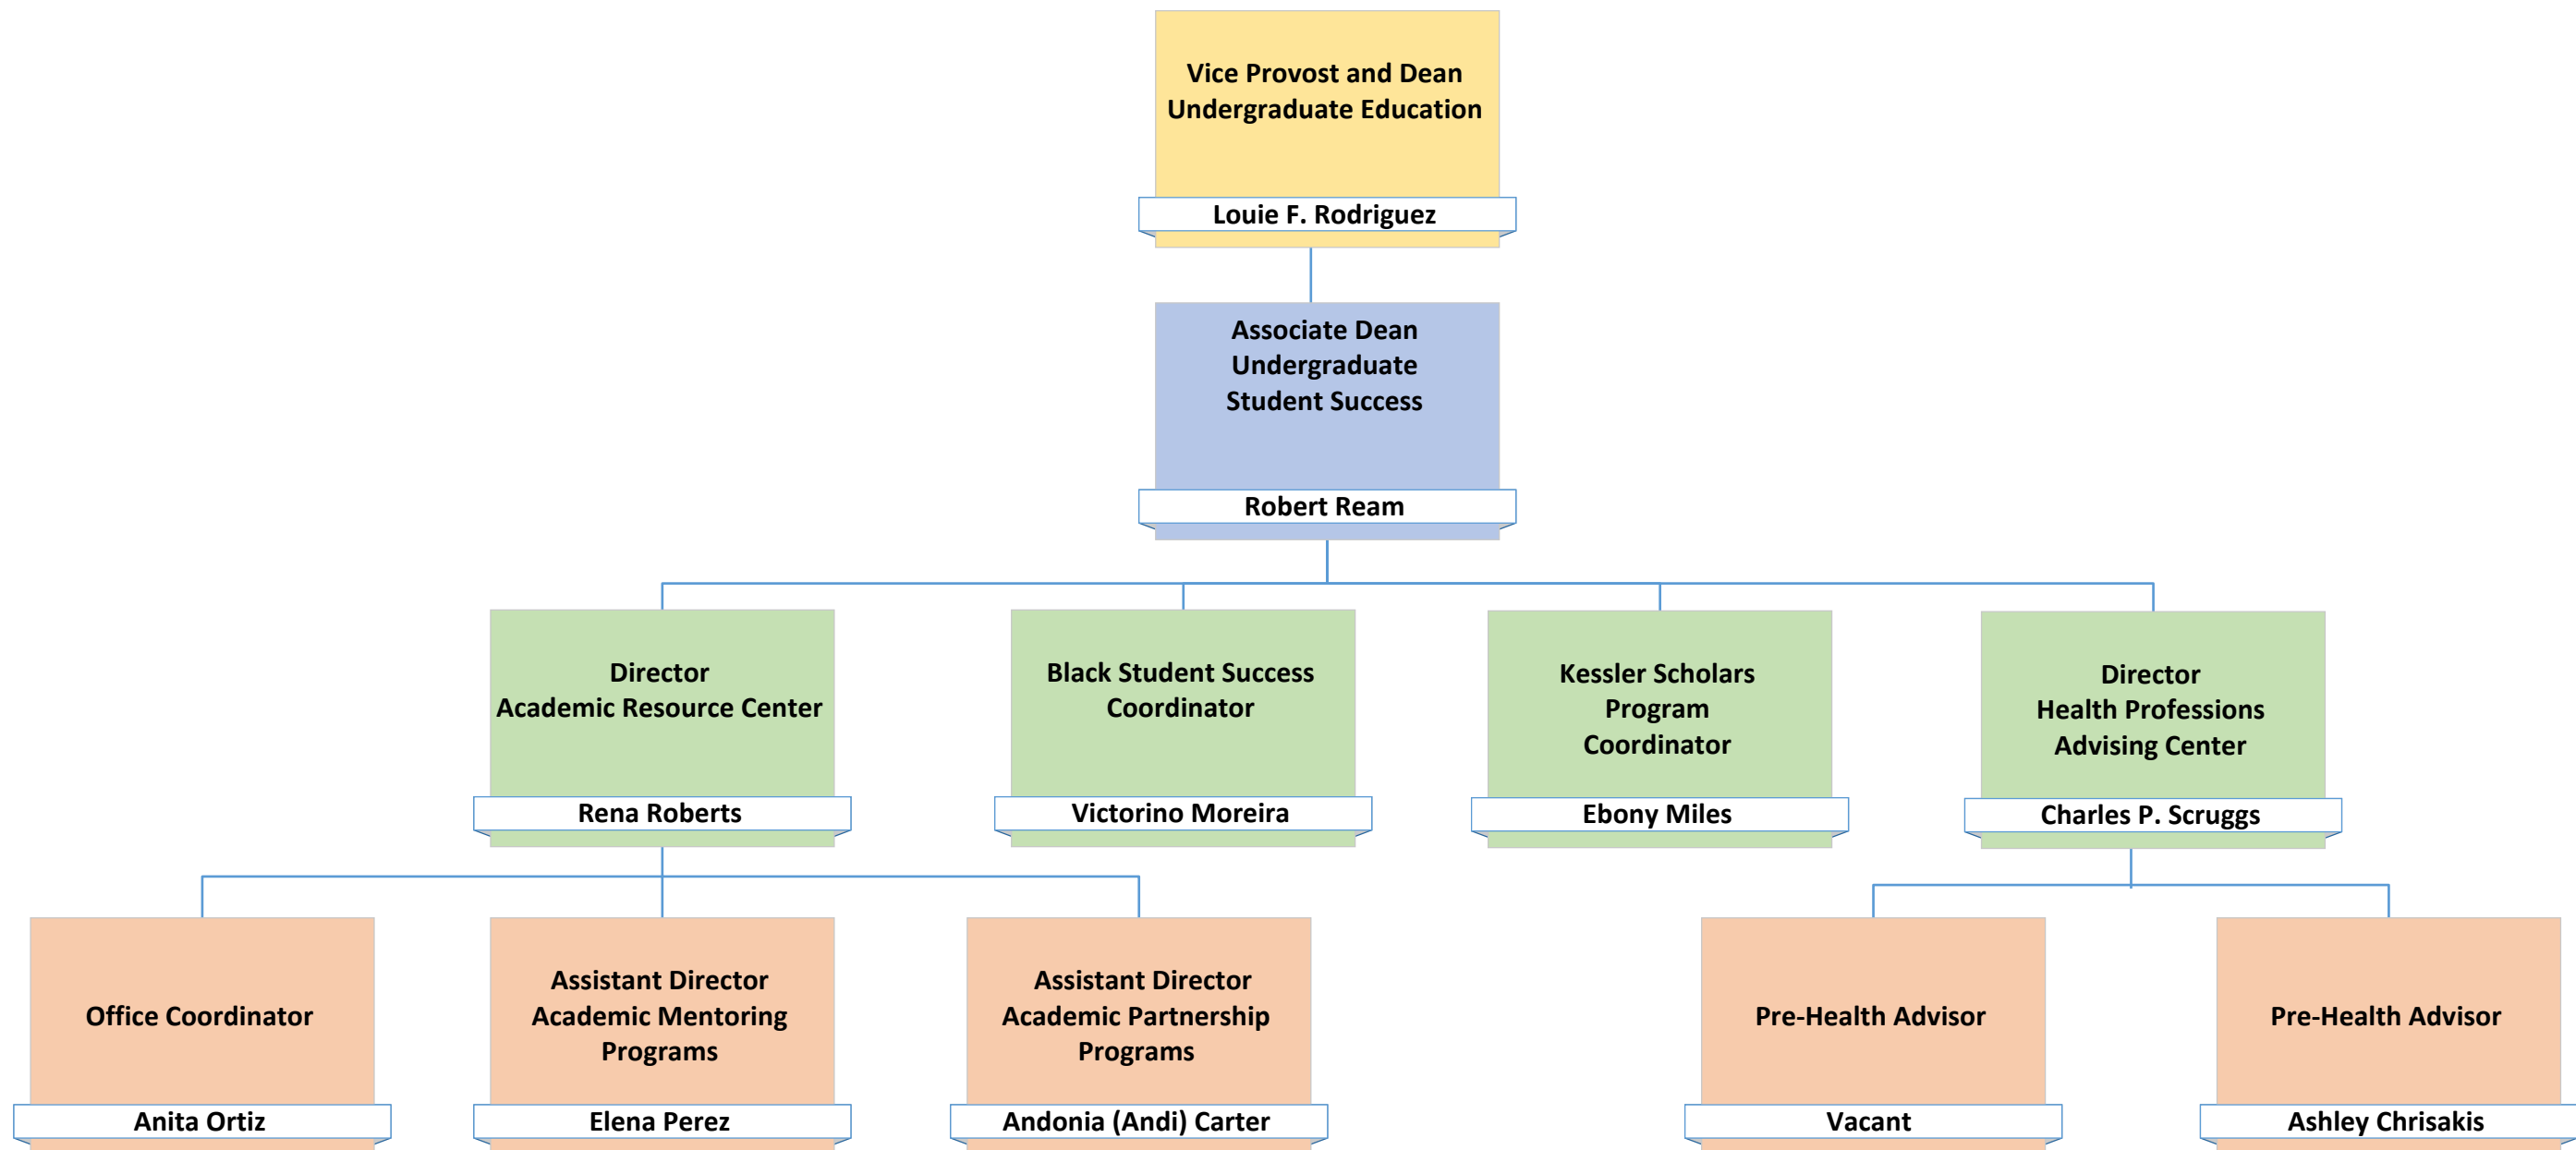 Vice Provost and Dean
Undergraduate Education
Louie F. Rodriguez
Associate Dean
Undergraduate
Student Success
Robert Ream
Director
Academic Resource Center
Rena Roberts
Black Student Success
Coordinator
Victorino Moreira
Kessler Scholars
Program
Coordinator
Ebony Miles
Director
Health Professions
Advising Center
Charles P. Scruggs
Office Coordinator
Anita Ortiz
Assistant Director
Academic Mentoring
Programs
Elena Perez
Assistant Director
Academic Partnership
Programs
Andonia (Andi) Carter
Pre-Health Advisor
Vacant
Pre-Health Advisor
Ashley Chrisakis